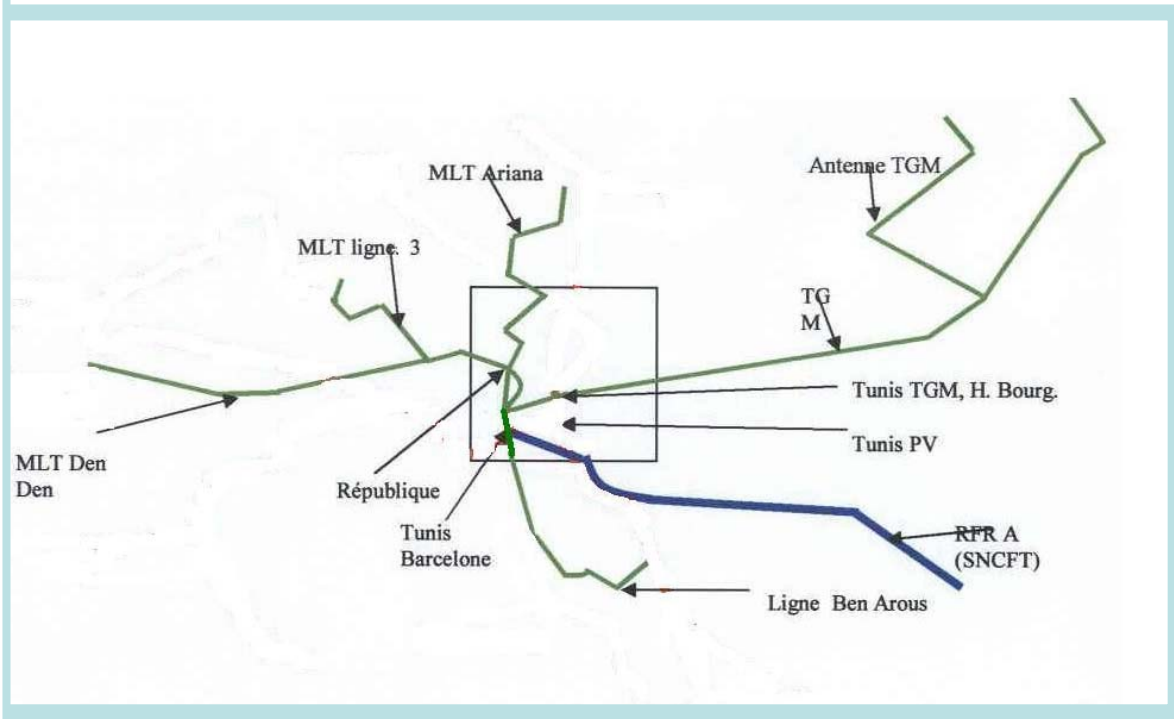 MLT Ariana
Antenne TGM
MLT ligne. 3
TG
M
Tunis TGM, H. Bourg.
Tunis PV
MLT Den
Den
République
Tunis
Barcelone
RFR A
(SNCFT)
Ligne Ben Arous